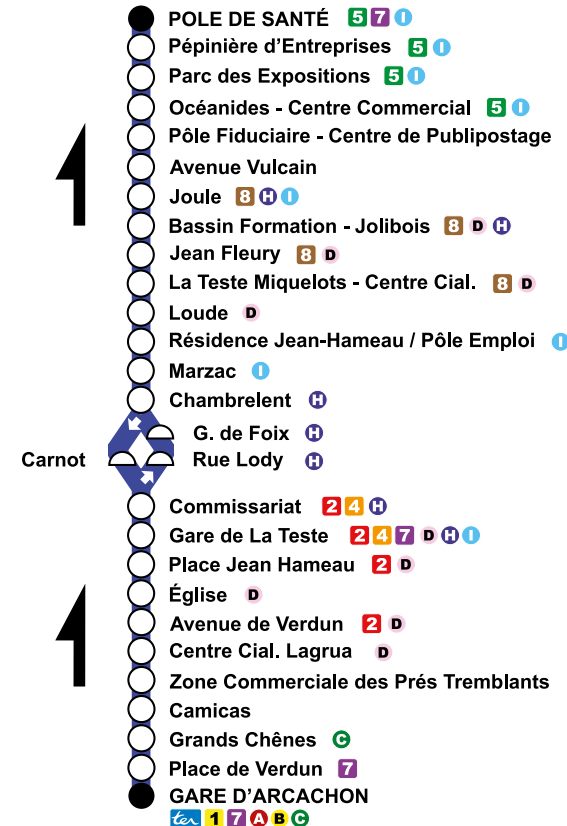 POLE DE SANTÉ 5 7 I
Pépinière d'Entreprises 5 I
Parc des Expositions 5 I
Océanides - Centre Commercial 5 I
Pôle Fiduciaire - Centre de Publipostage
Avenue Vulcain
Joule 8 H I
Bassin Formation - Jolibois 8 D H
Jean Fleury 8 D
La Teste Miquelots - Centre Cial. 8 D
Loude D
Résidence Jean-Hameau / Pôle Emploi I
Marzac I
Chambrelent H
G. de Foix H
Carnot Rue Lody H
Commissariat 2 4 H
Gare de La Teste 2 4 7 D H I
Place Jean Hameau 2 D
Église D
Avenue de Verdun 2 D
Centre Cial. Lagrua D
Zone Commerciale des Prés Tremblants
Camicas
Grands Chênes C
Place de Verdun 7
GARE D'ARCACHON
ter 1 7 A B C